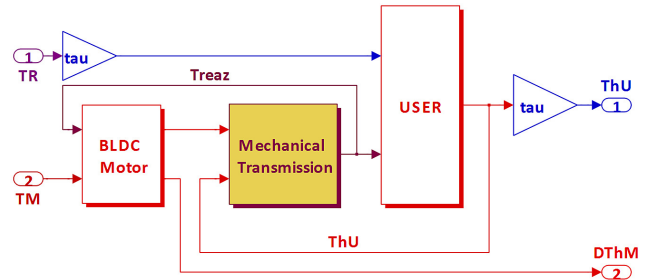 1
tau
TR
Treaz
USER
tau
ThU
1
BLDC
Motor
Mechanical
Transmission
2
TM
ThU
DThM
2